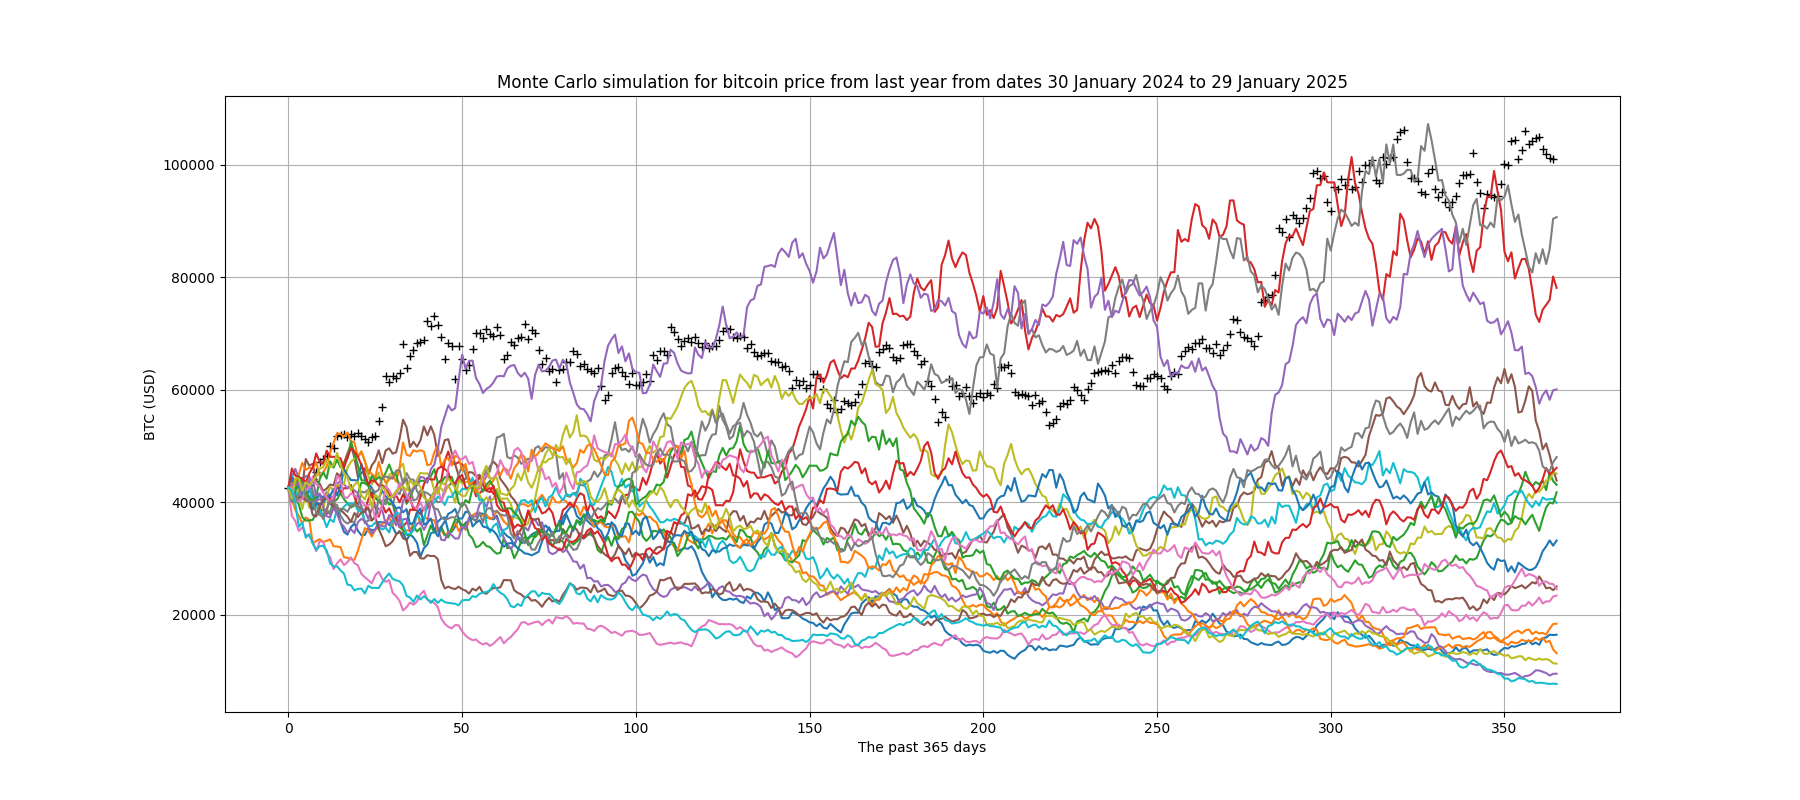 Monte Carlo simulation for bitcoin price from last year from dates 30 January 2024 to 29 January 2025
BTC (USD)
100000
80000
60000
40000
20000
0 50 100 150 200 250 300 350
The past 365 days